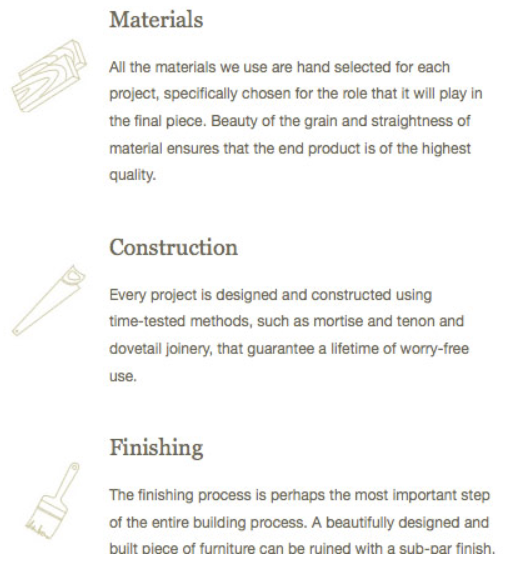 Materials
All the materials we use are hand selected for each
project, specifically chosen for the role that it will play in
the final piece. Beauty of the grain and straightness of
material ensures that the end product is of the highest
quality.
Construction
Every project is designed and constructed using
time-tested methods, such as mortise and tenon and
dovetail joinery, that guarantee a lifetime of worry-free
use.
Finishing
The finishing process is perhaps the most important step
of the entire building process. A beautifully designed and
built piece of furniture can be ruined with a sub-par finish.